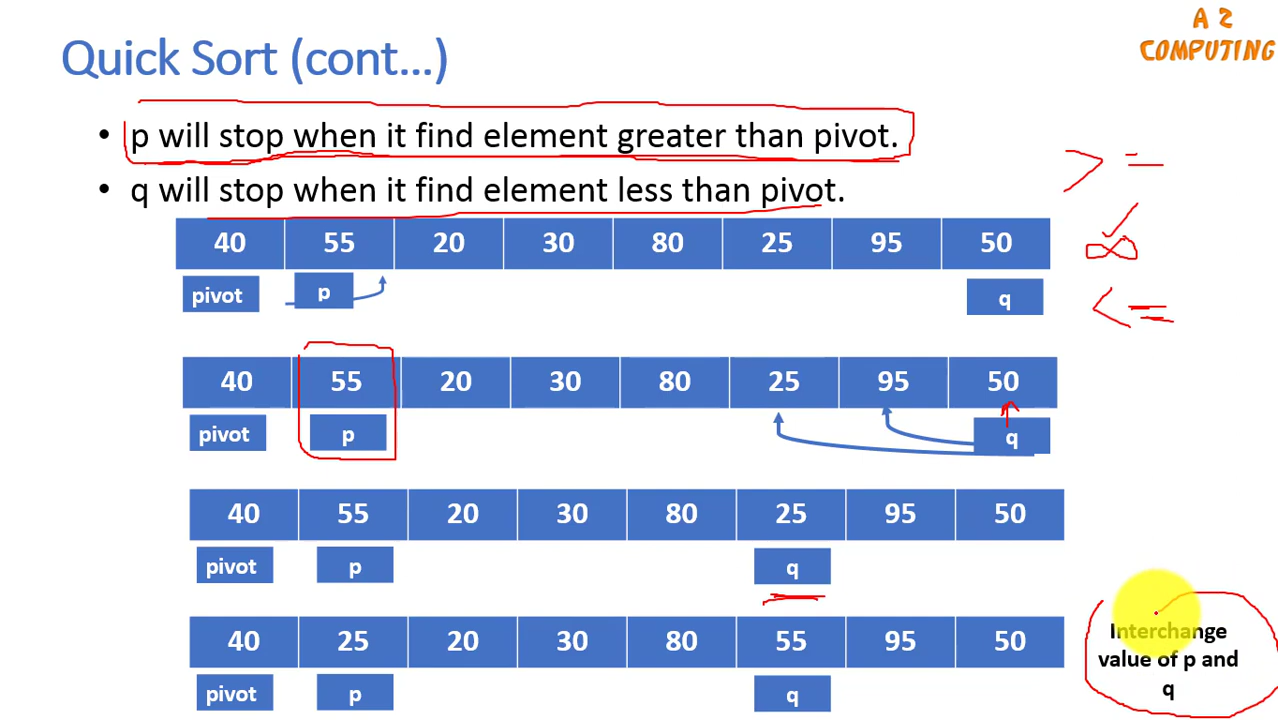 A 2
COMPUTING
Quick Sort (cont...)
• p will stop when it find element greater than pivot.
• q will stop when it find element less than pivot.
> =
∞
< =
40 55 20 30 80 25 95 50
pivot p q
40 55 20 30 80 25 95 50
pivot p q
40 55 20 30 80 25 95 50
pivot p q
40 25 20 30 80 55 95 50
pivot p q
Interchange
value of p and
q